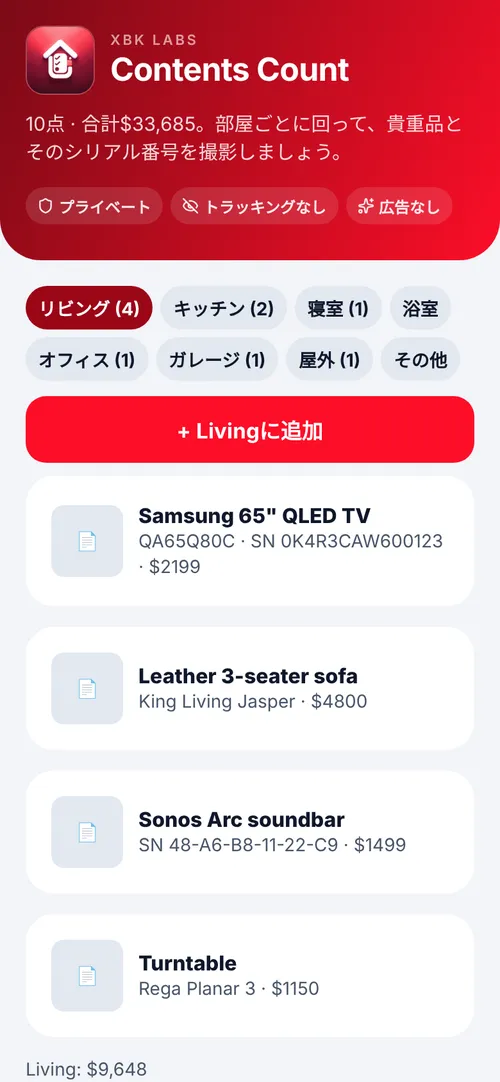 XBK LABS
Contents Count
10点 · 合計$33,685。部屋ごとに回って、貴重品と
そのシリアル番号を撮影しましょう。
プライベート
トラッキングなし
広告なし
リビング (4)
キッチン (2)
寝室 (1)
浴室
オフィス (1)
ガレージ (1)
屋外 (1)
その他
+ Livingに追加
Samsung 65" QLED TV
QA65Q80C · SN 0K4R3CAW600123
· $2199
Leather 3-seater sofa
King Living Jasper · $4800
Sonos Arc soundbar
SN 48-A6-B8-11-22-C9 · $1499
Turntable
Rega Planar 3 · $1150
Living: $9,648